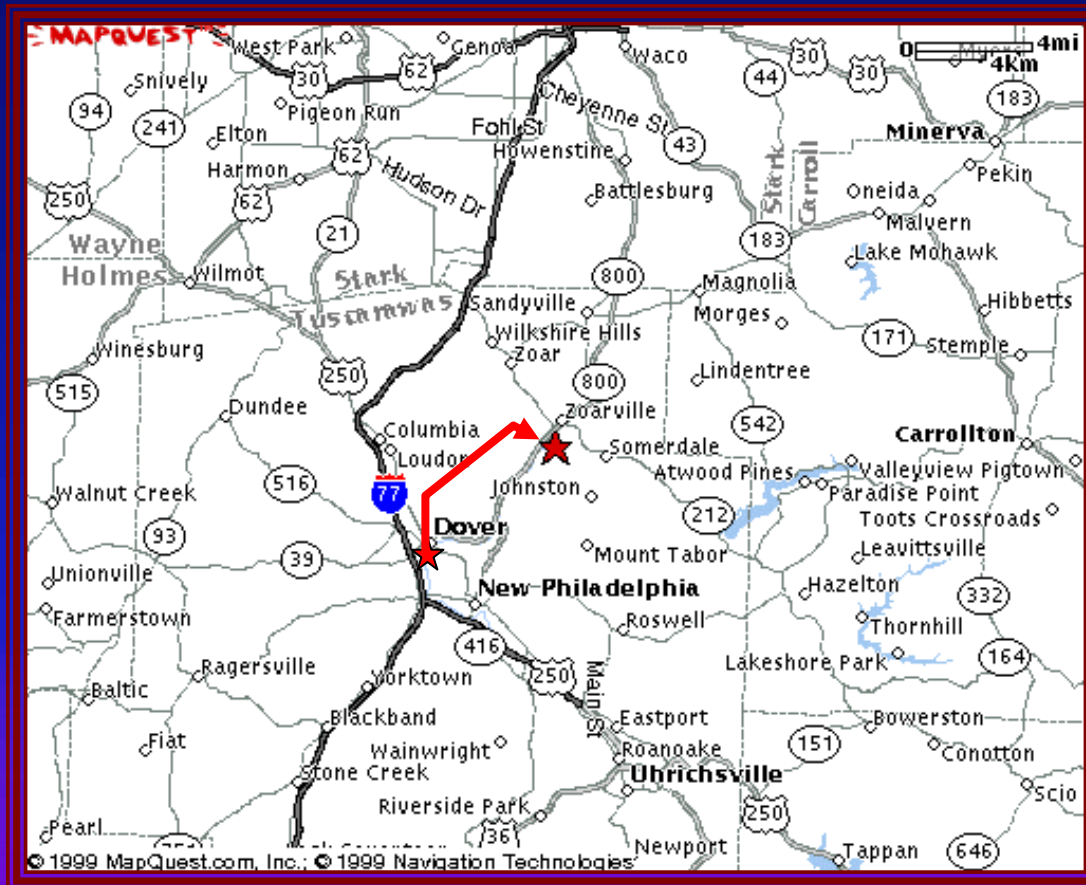 MAPQUEST
West Park
Genoa
Waco
0 4mi
4km
Myers
Snively
30
62
44
30
30
94
Pigeon Run
Cheyenne St
183
241
Elton
Fohl St
43
Minerva
62
Howenstine
Harmon
Hudson Dr
Pekin
250
62
Battlesburg
Stark
Carroll
Oneida
Malvern
21
183
Wayne
Lake Mohawk
Holmes
Wilmot
Stark
800
Magnolia
Tuscarawas
Sandyville
Morges
Hibbetts
Wilkshire Hills
171
Stemple
Winesburg
Zoar
250
800
Lindentree
515
Dundee
Zoarville
542
Columbia
Carrollton
Loudon
Somerdale
Atwood Pines
Valleyview
Pigtown
516
77
Johnston
Paradise Point
Walnut Creek
212
Toots Crossroads
93
Dover
39
Mount Tabor
Leavittsville
Unionville
New Philadelphia
Hazelton
332
Farmerstown
Roswell
Thornhill
416
164
Ragersville
Lakeshore Park
Yorktown
250
Main St
Baltic
Blackband
Eastport
Bowerston
Fiat
Wainwright
Roanoke
151
Conotton
Stone Creek
Uhrichsville
Scio
Riverside Park
250
Pearl
36
Newport
Tappan
646
© 1999 MapQuest.com, Inc.; © 1999 Navigation Technologies